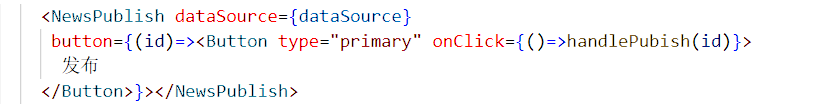 <NewsPublish dataSource={dataSource}
button={(id)=><Button type="primary" onClick={()=>handlePubish(id)}>
发布
</Button>}></NewsPublish>